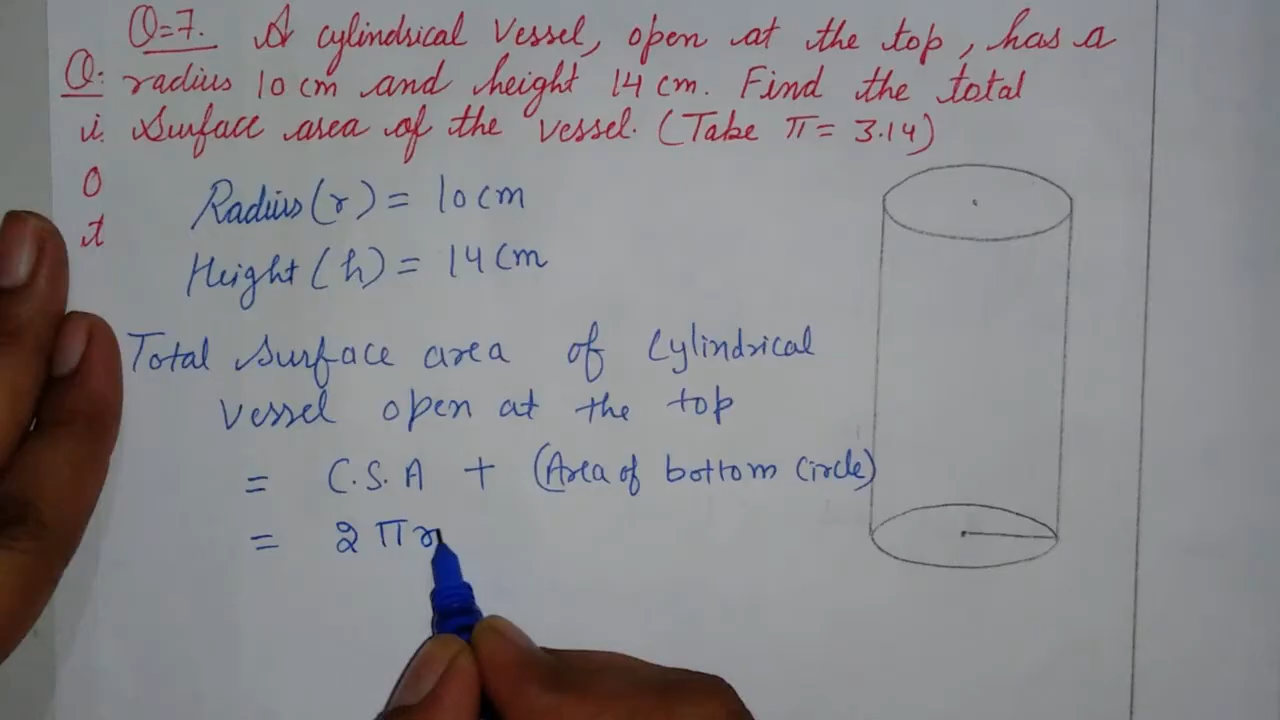 Q=7. A cylindrical vessel, open at the top, has a
Q: radius 10 cm and height 14 cm. Find the total
i. surface area of the vessel. (Take π = 3.14)
O
t
Radius (r) = 10 cm
Height (h) = 14 cm
Total surface area of cylindrical
vessel open at the top
= C.S.A + (Area of bottom circle)
= 2 π r